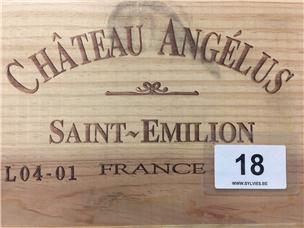 CHÂTEAU ANGÉLUS
SAINT~EMILION
L04-01 FRANCE
18
WWW.SYLVIES.BE